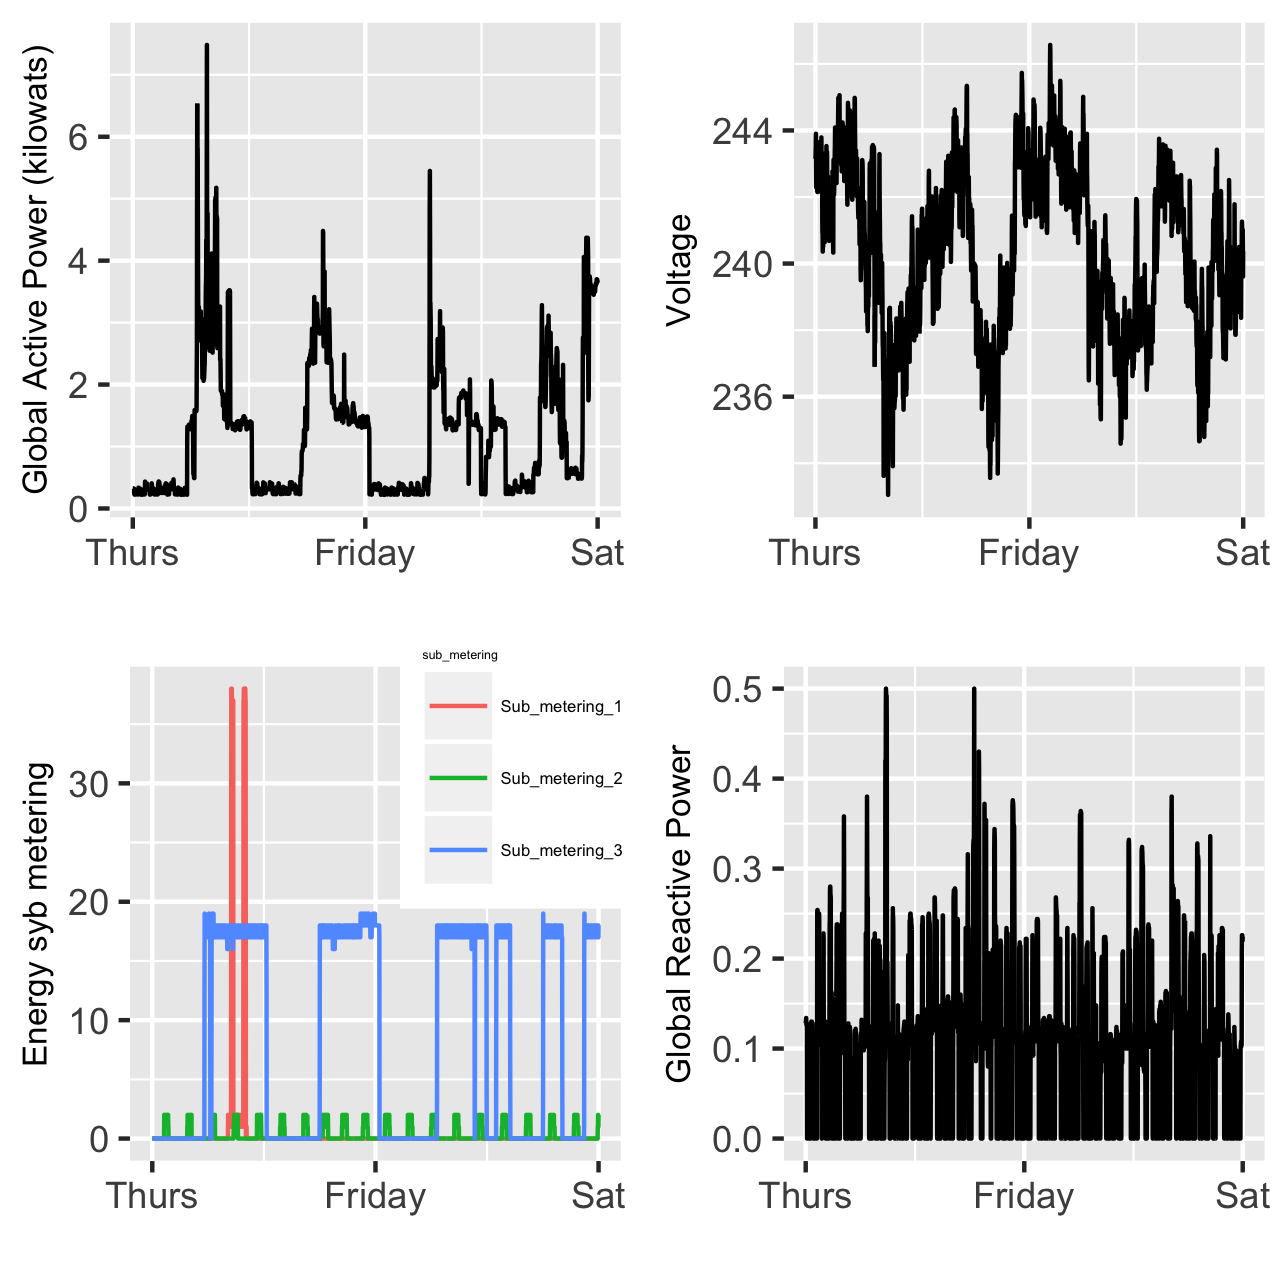 Global Active Power (kilowats)
6
4
2
0
Thurs Friday Sat
Voltage
244
240
236
Thurs Friday Sat
Energy syb metering
30
20
10
0
Thurs Friday Sat
sub_metering
Sub_metering_1
Sub_metering_2
Sub_metering_3
Global Reactive Power
0.5
0.4
0.3
0.2
0.1
0.0
Thurs Friday Sat